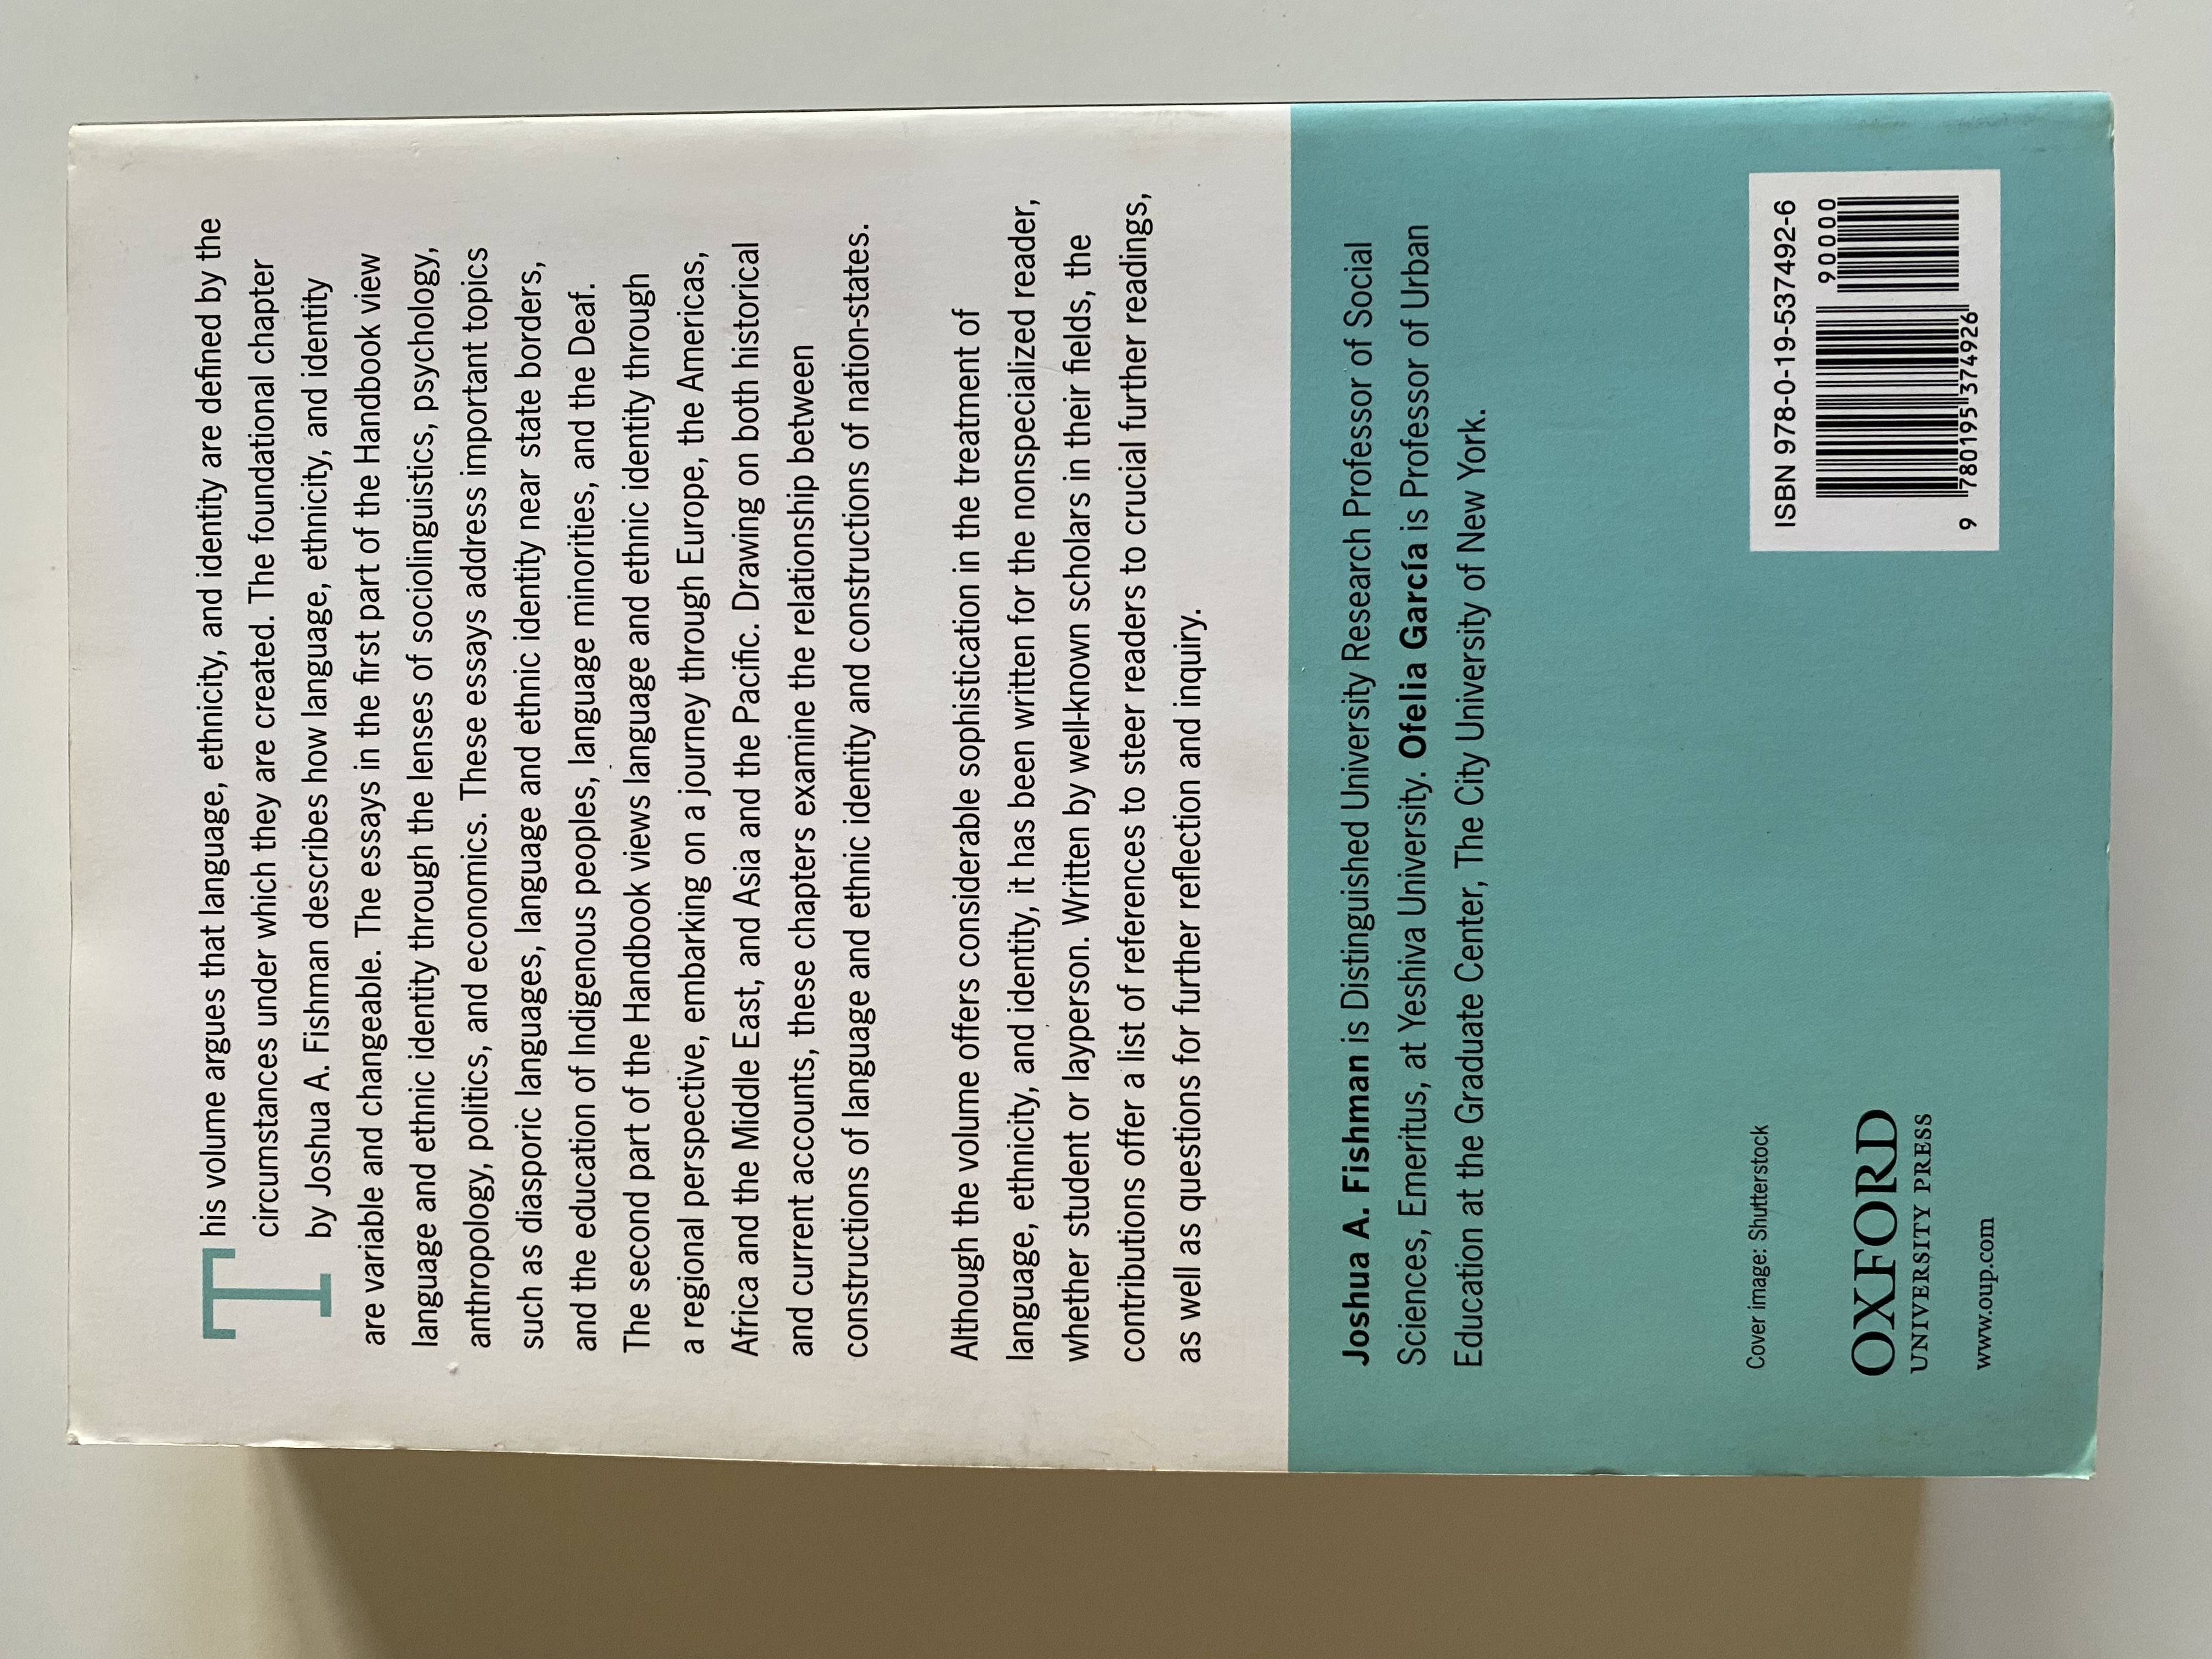 This volume argues that language, ethnicity, and identity are defined by the
circumstances under which they are created. The foundational chapter
by Joshua A. Fishman describes how language, ethnicity, and identity
are variable and changeable. The essays in the first part of the Handbook view
language and ethnic identity through the lenses of sociolinguistics, psychology,
anthropology, politics, and economics. These essays address important topics
such as diasporic languages, language and ethnic identity near state borders,
and the education of Indigenous peoples, language minorities, and the Deaf.
The second part of the Handbook views language and ethnic identity through
a regional perspective, embarking on a journey through Europe, the Americas,
Africa and the Middle East, and Asia and the Pacific. Drawing on both historical
and current accounts, these chapters examine the relationship between
constructions of language and ethnic identity and constructions of nation-states.
Although the volume offers considerable sophistication in the treatment of
language, ethnicity, and identity, it has been written for the nonspecialized reader,
whether student or layperson. Written by well-known scholars in their fields, the
contributions offer a list of references to steer readers to crucial further readings,
as well as questions for further reflection and inquiry.
Joshua A. Fishman is Distinguished University Research Professor of Social
Sciences, Emeritus, at Yeshiva University. Ofelia García is Professor of Urban
Education at the Graduate Center, The City University of New York.
Cover image: Shutterstock
OXFORD
UNIVERSITY PRESS
www.oup.com
ISBN 978-0-19-537492-6
90000
9 780195 374926